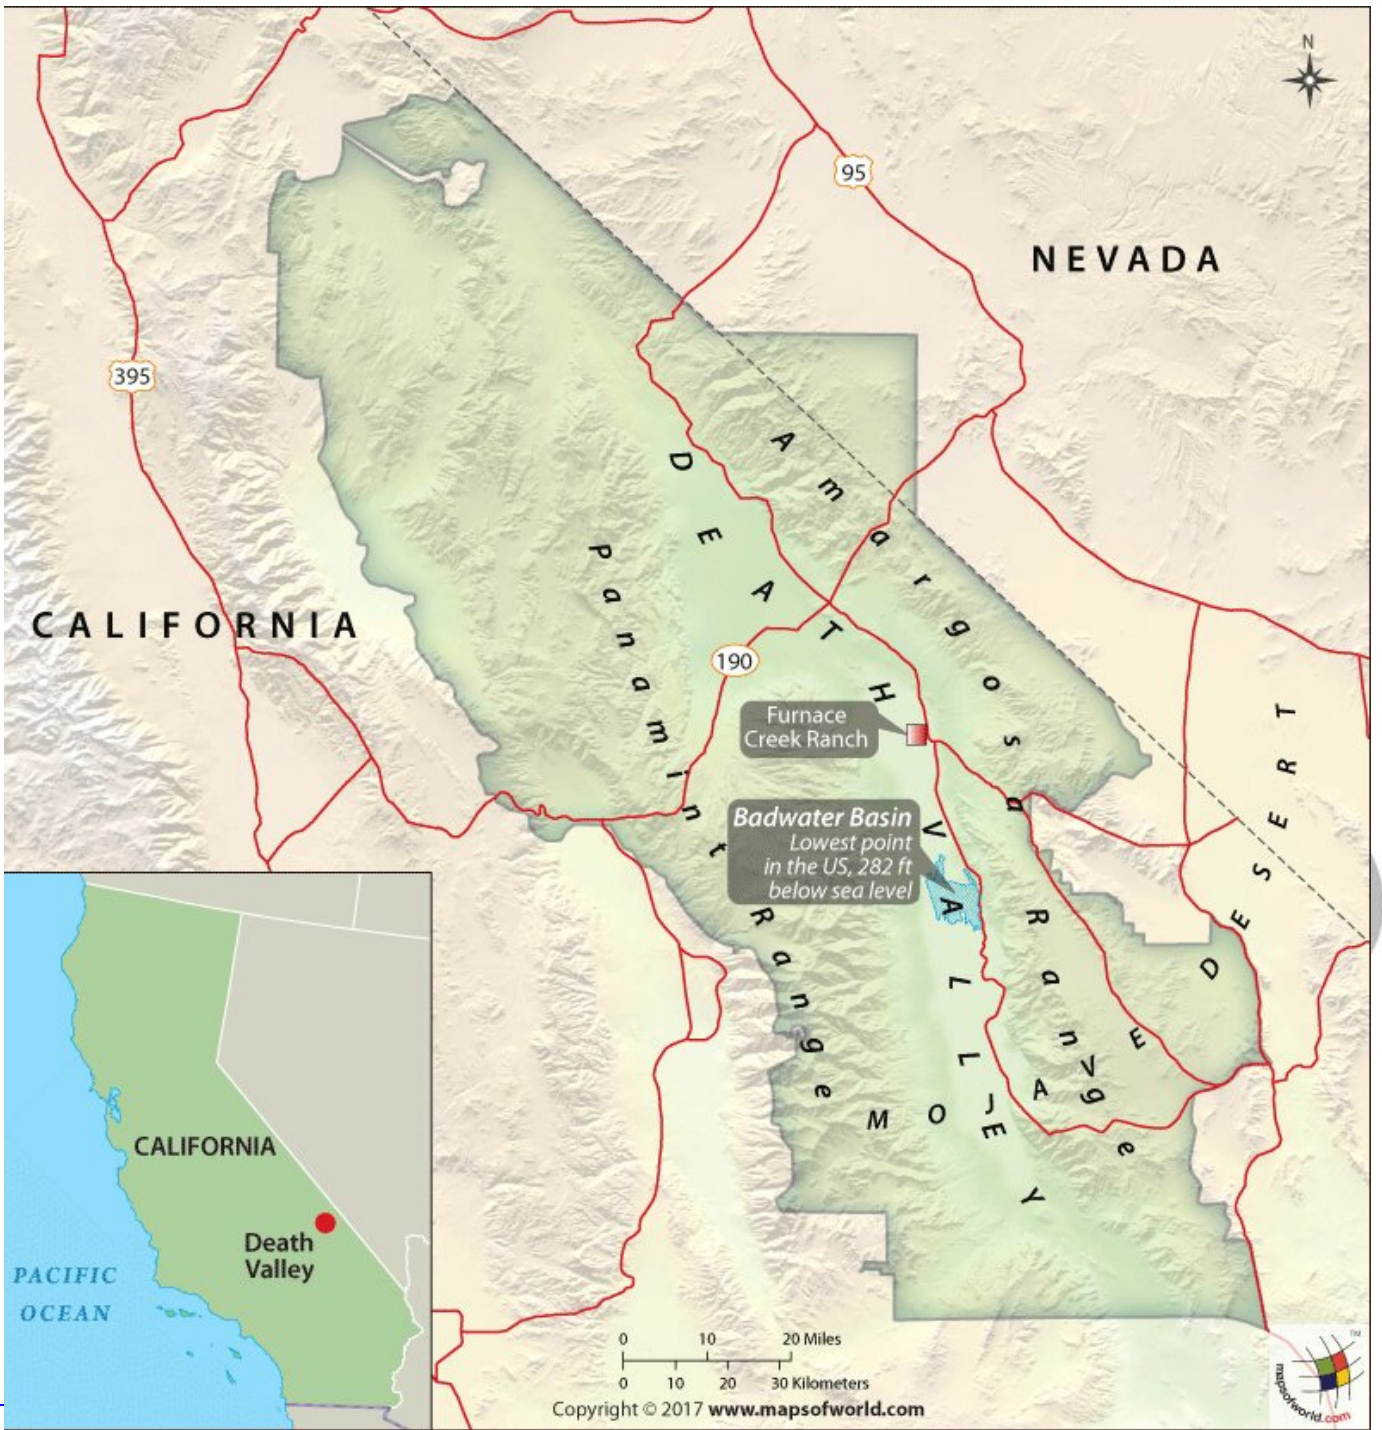 N
95
NEVADA
395
Amargosa Range
DEATH VALLEY
Panamint Range
CALIFORNIA
190
Furnace
Creek Ranch
Badwater Basin
Lowest point
in the US, 282 ft
below sea level
MOJAVE DESERT
CALIFORNIA
Death
Valley
PACIFIC
OCEAN
0 10 20 Miles
0 10 20 30 Kilometers
Copyright © 2017 www.mapsofworld.com
TM
mapsofworld.com